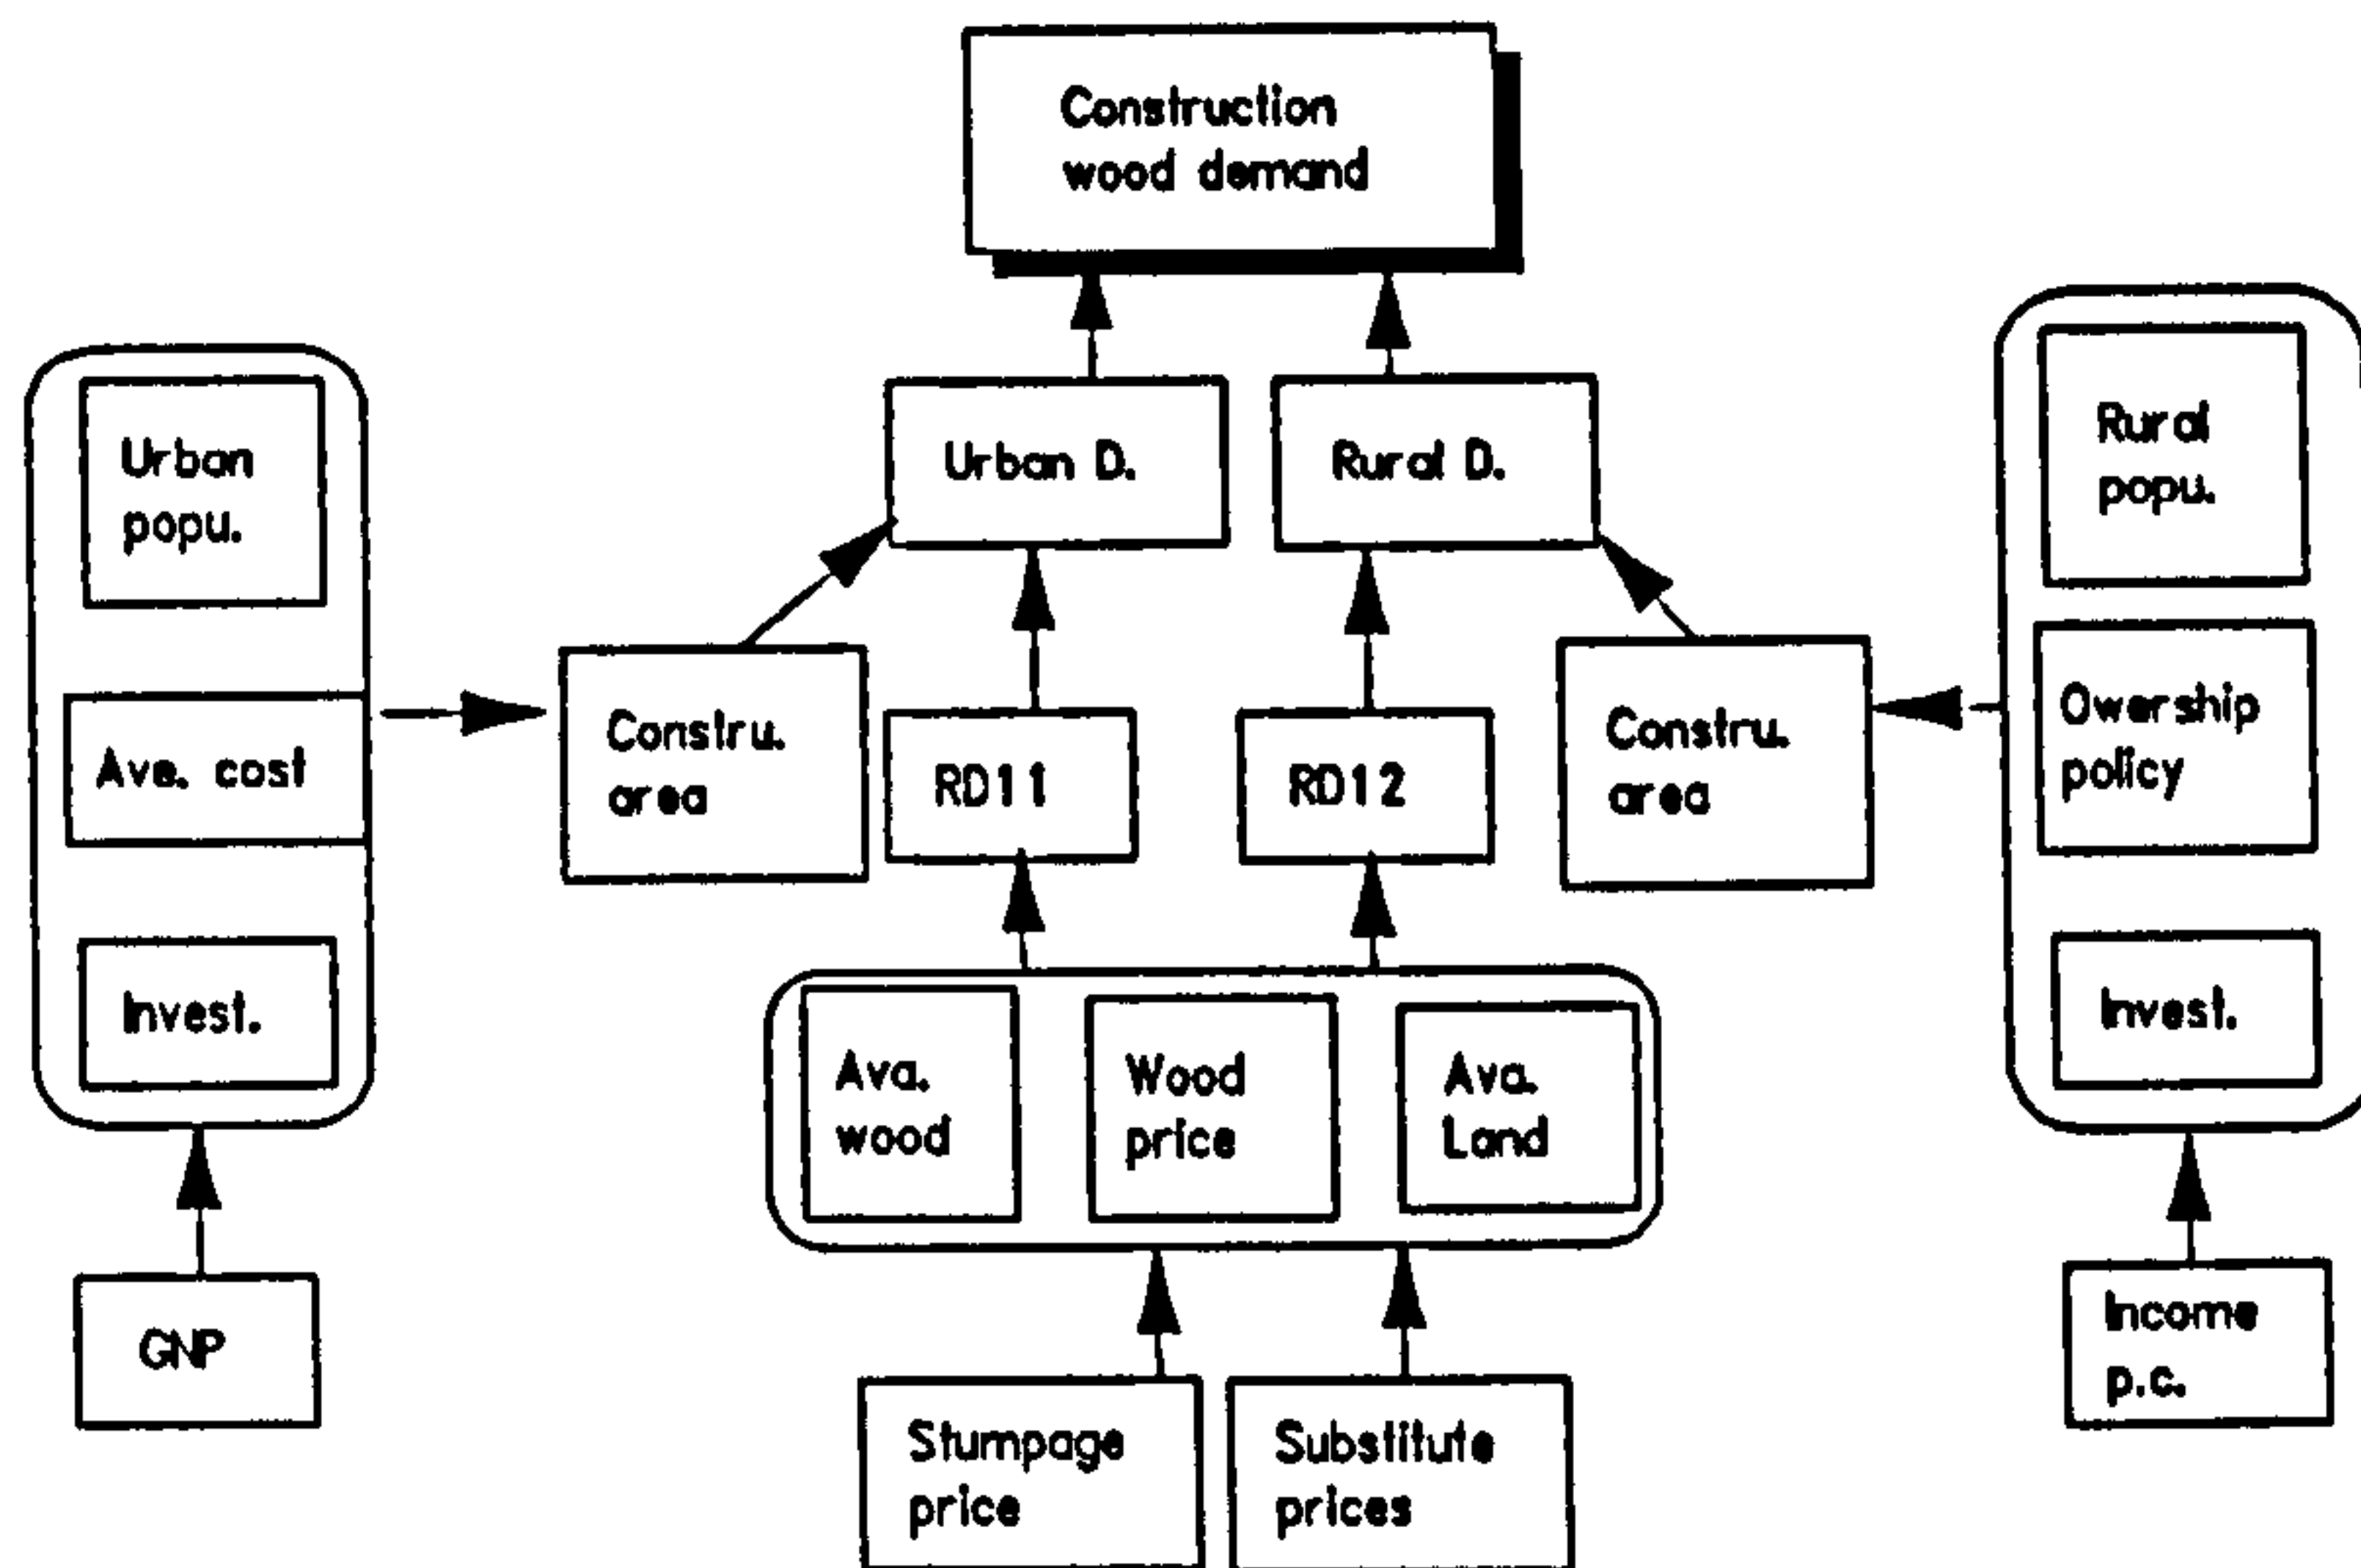 Construction
wood demand
Urban D.
Rural D.
Urban
popu.
Ave. cost
Invest.
GNP
Constru.
area
RD11
RD12
Constru.
area
Rural
popu.
Owership
policy
Invest.
Income
p.c.
Ava.
wood
Wood
price
Ava.
Land
Stumpage
price
Substitute
prices